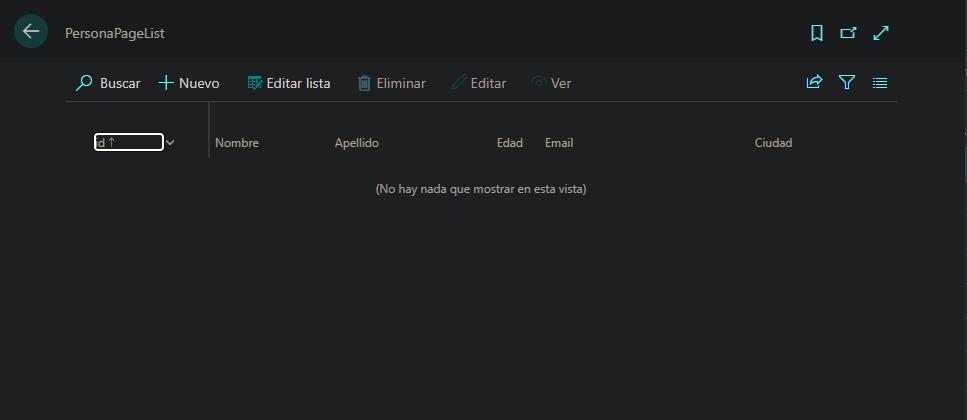 PersonaPageList
Buscar Nuevo Editar lista Eliminar Editar Ver
id ↑ Nombre Apellido Edad Email Ciudad
(No hay nada que mostrar en esta vista)